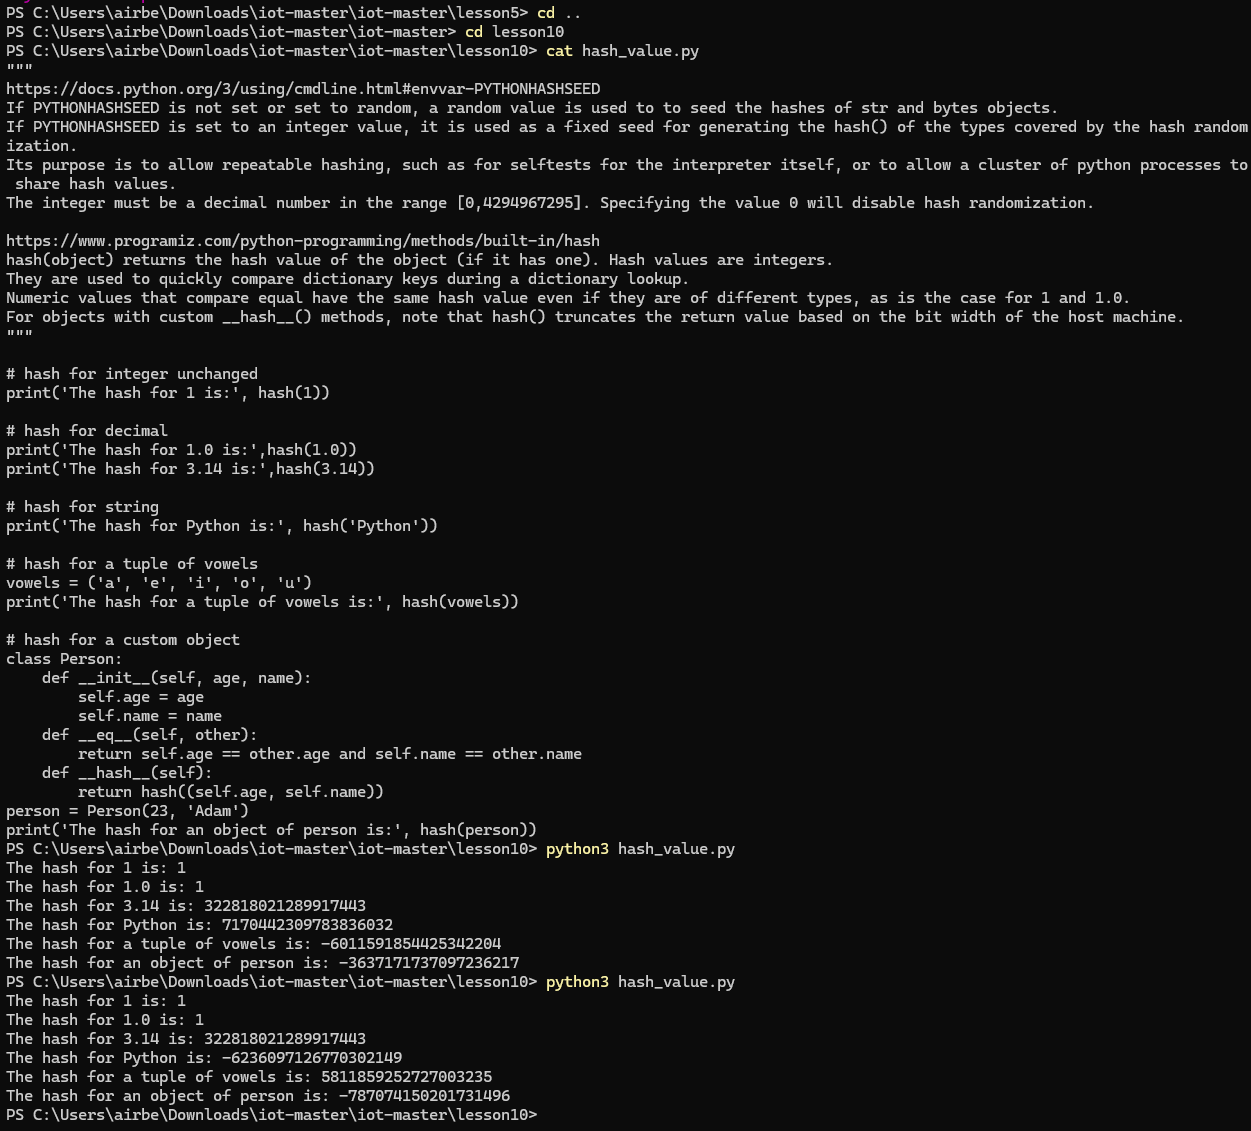 PS C:\Users\airbe\Downloads\iot-master\iot-master\lesson5> cd ..
PS C:\Users\airbe\Downloads\iot-master\iot-master> cd lesson10
PS C:\Users\airbe\Downloads\iot-master\iot-master\lesson10> cat hash_value.py
"""
https://docs.python.org/3/using/cmdline.html#envvar-PYTHONHASHSEED
If PYTHONHASHSEED is not set or set to random, a random value is used to to seed the hashes of str and bytes objects.
If PYTHONHASHSEED is set to an integer value, it is used as a fixed seed for generating the hash() of the types covered by the hash random
ization.
Its purpose is to allow repeatable hashing, such as for selftests for the interpreter itself, or to allow a cluster of python processes to
 share hash values.
The integer must be a decimal number in the range [0,4294967295]. Specifying the value 0 will disable hash randomization.

https://www.programiz.com/python-programming/methods/built-in/hash
hash(object) returns the hash value of the object (if it has one). Hash values are integers.
They are used to quickly compare dictionary keys during a dictionary lookup.
Numeric values that compare equal have the same hash value even if they are of different types, as is the case for 1 and 1.0.
For objects with custom __hash__() methods, note that hash() truncates the return value based on the bit width of the host machine.
"""

# hash for integer unchanged
print('The hash for 1 is:', hash(1))

# hash for decimal
print('The hash for 1.0 is:',hash(1.0))
print('The hash for 3.14 is:',hash(3.14))

# hash for string
print('The hash for Python is:', hash('Python'))

# hash for a tuple of vowels
vowels = ('a', 'e', 'i', 'o', 'u')
print('The hash for a tuple of vowels is:', hash(vowels))

# hash for a custom object
class Person:
    def __init__(self, age, name):
        self.age = age
        self.name = name
    def __eq__(self, other):
        return self.age == other.age and self.name == other.name
    def __hash__(self):
        return hash((self.age, self.name))
person = Person(23, 'Adam')
print('The hash for an object of person is:', hash(person))
PS C:\Users\airbe\Downloads\iot-master\iot-master\lesson10> python3 hash_value.py
The hash for 1 is: 1
The hash for 1.0 is: 1
The hash for 3.14 is: 322818021289917443
The hash for Python is: 7170442309783836032
The hash for a tuple of vowels is: -6011591854425342204
The hash for an object of person is: -3637171737097236217
PS C:\Users\airbe\Downloads\iot-master\iot-master\lesson10> python3 hash_value.py
The hash for 1 is: 1
The hash for 1.0 is: 1
The hash for 3.14 is: 322818021289917443
The hash for Python is: -6236097126770302149
The hash for a tuple of vowels is: 5811859252727003235
The hash for an object of person is: -787074150201731496
PS C:\Users\airbe\Downloads\iot-master\iot-master\lesson10>